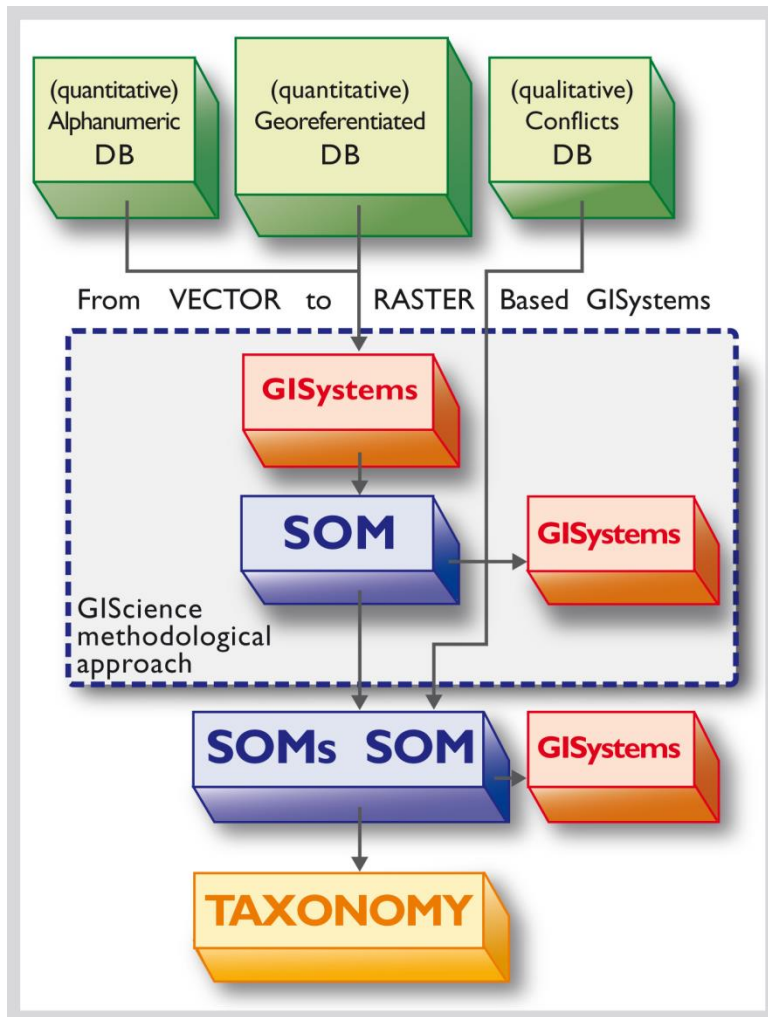 (quantitative)
Alphanumeric
DB
(quantitative)
Georeferentiated
DB
(qualitative)
Conflicts
DB
From VECTOR to RASTER Based GISystems
GISystems
SOM
GISystems
GIScience
methodological
approach
SOMs SOM
GISystems
TAXONOMY